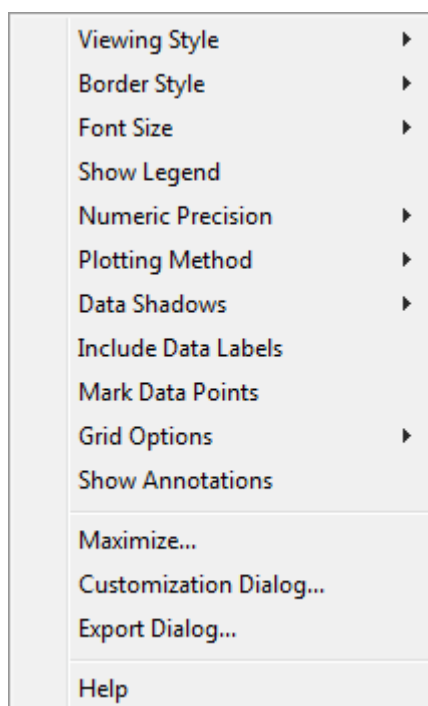 Viewing Style
Border Style
Font Size
Show Legend
Numeric Precision
Plotting Method
Data Shadows
Include Data Labels
Mark Data Points
Grid Options
Show Annotations
Maximize...
Customization Dialog...
Export Dialog...
Help